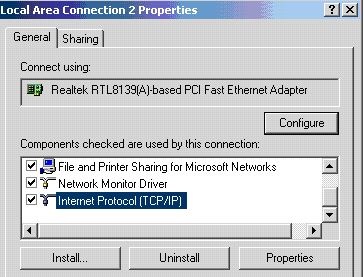 Local Area Connection 2 Properties
General
Sharing
Connect using:
Realtek RTL8139(A)-based PCI Fast Ethernet Adapter
Configure
Components checked are used by this connection:
File and Printer Sharing for Microsoft Networks
Network Monitor Driver
Internet Protocol (TCP/IP)
Install...
Uninstall
Properties